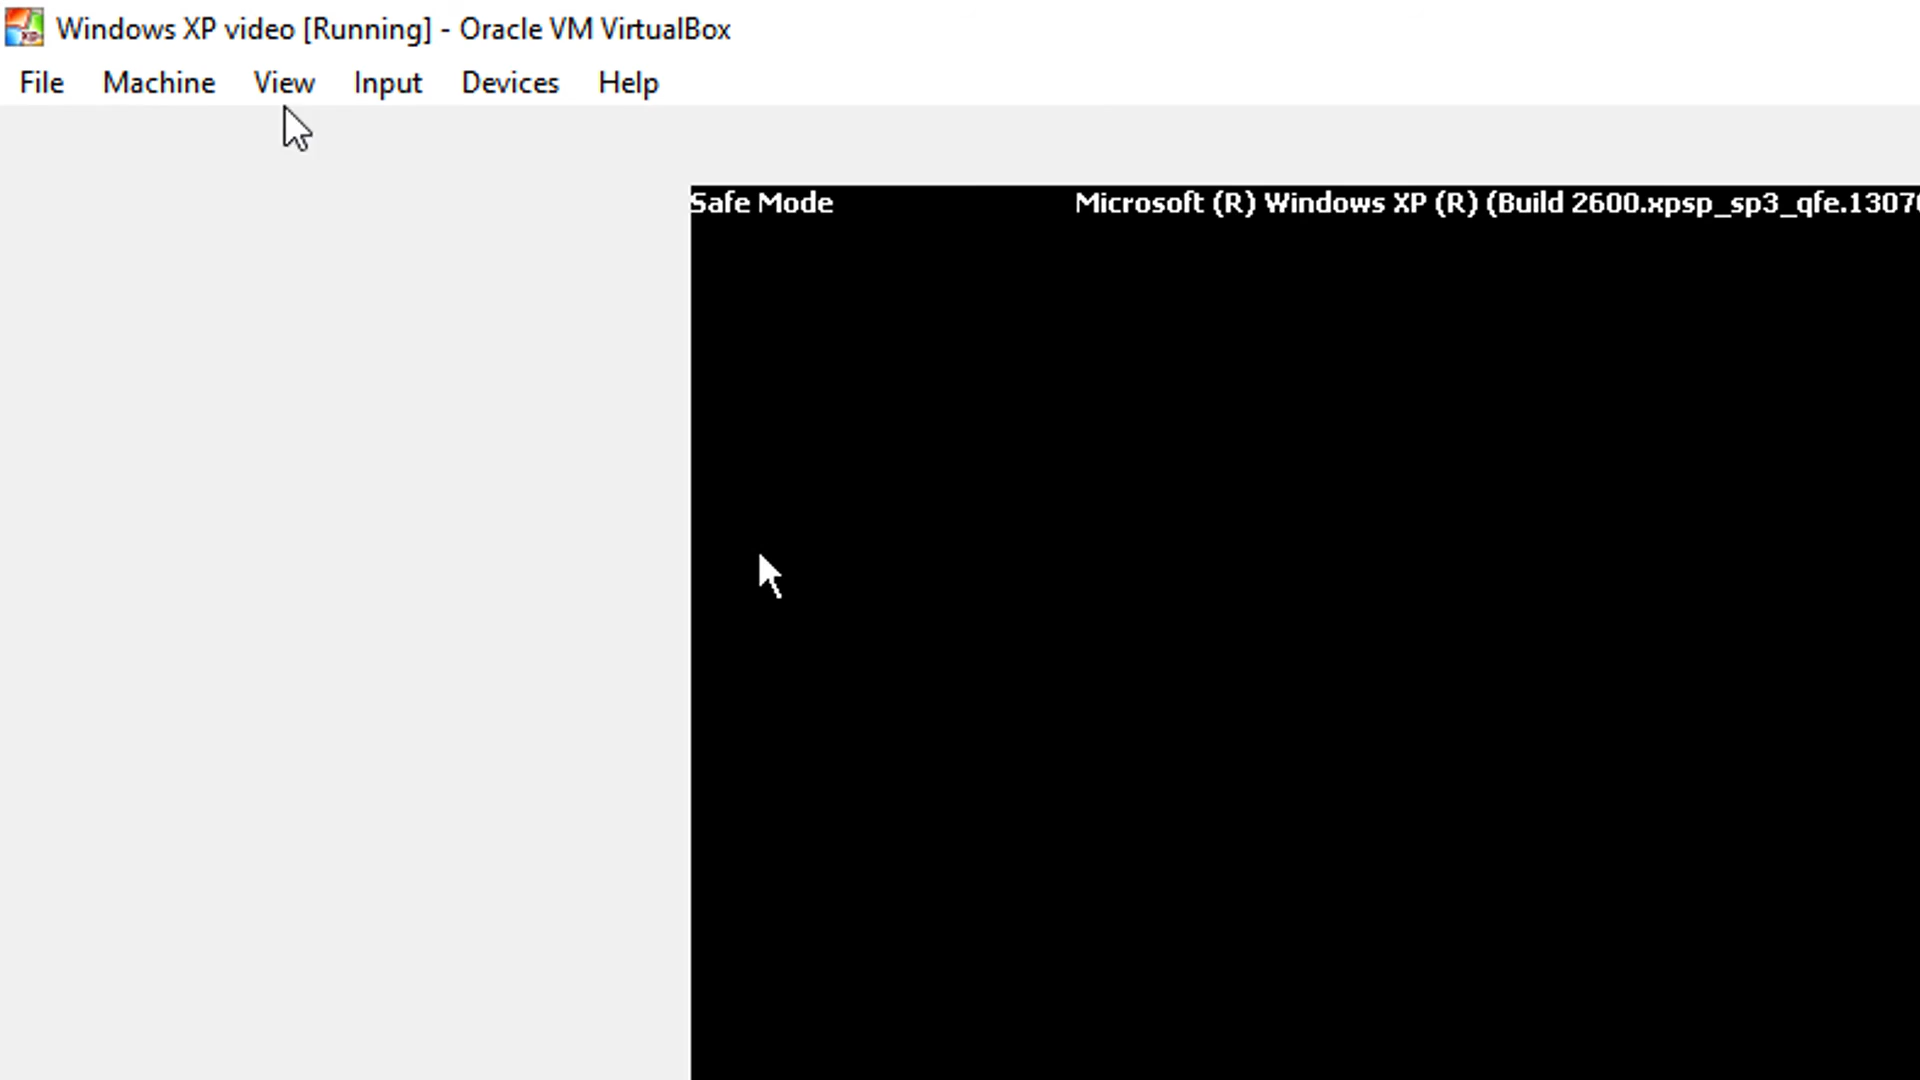 Windows XP video [Running] - Oracle VM VirtualBox
File Machine View Input Devices Help
Safe Mode Microsoft (R) Windows XP (R) (Build 2600.xpsp_sp3_qfe.1307